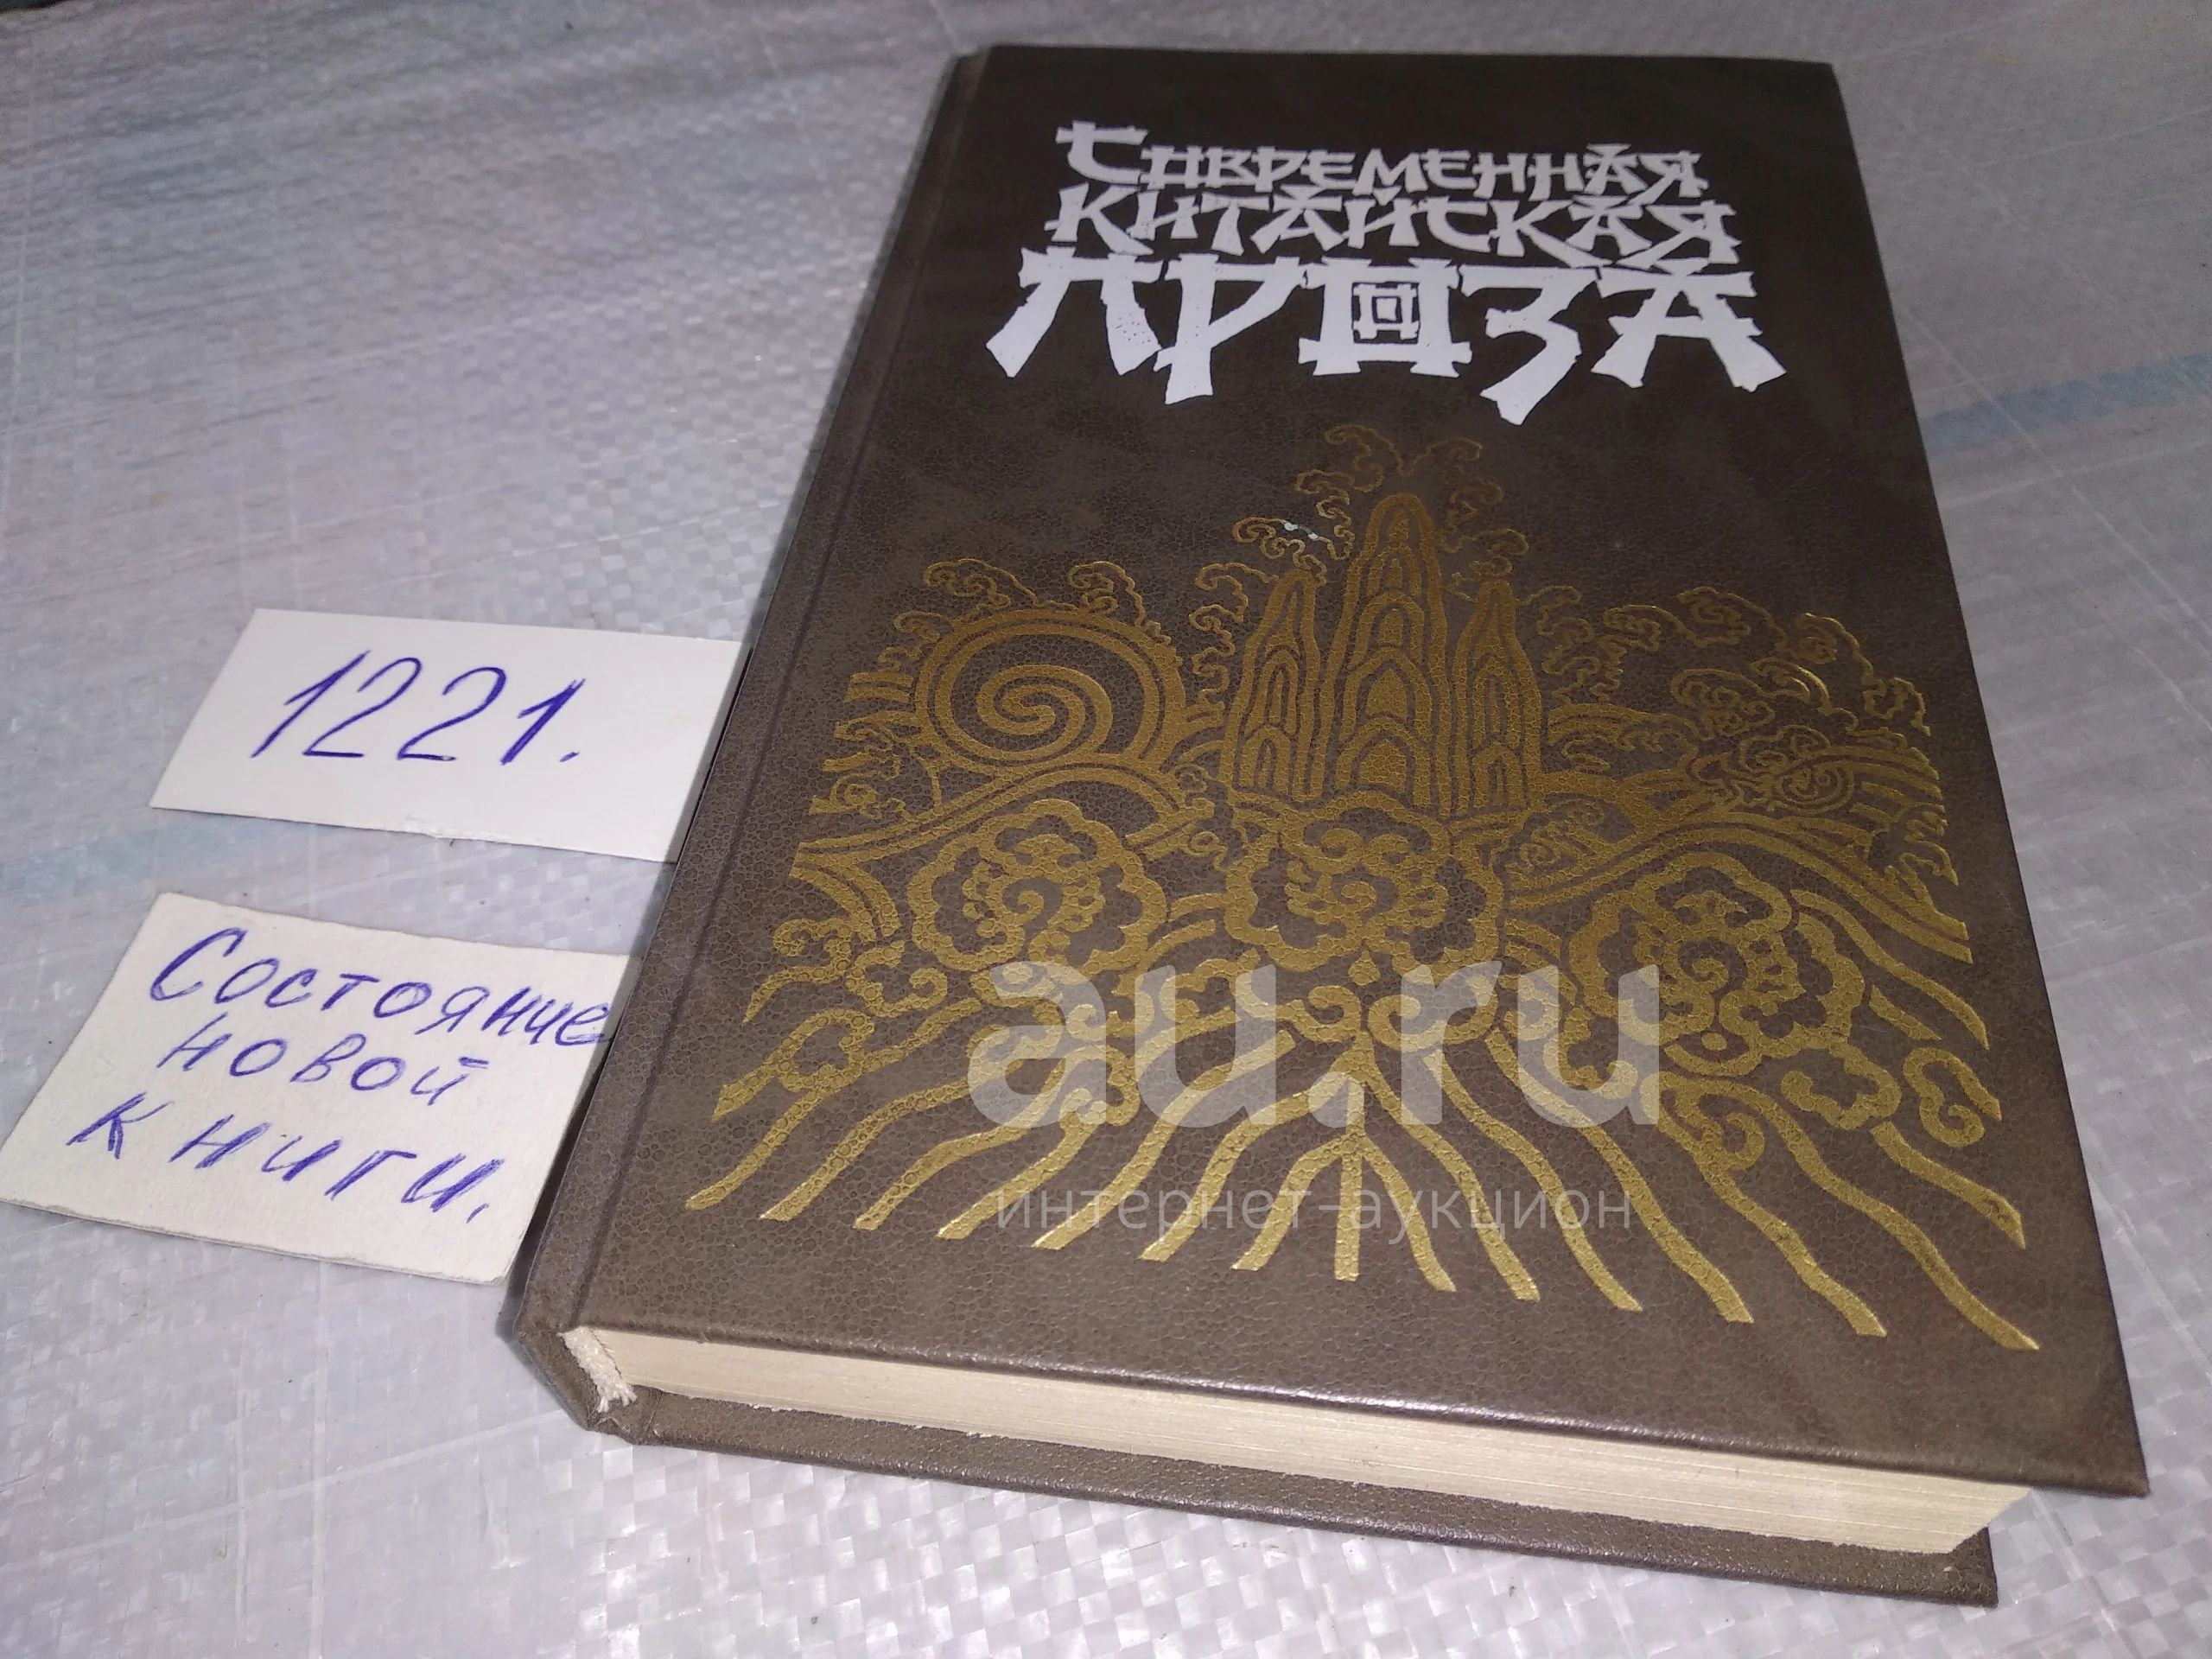 Современная
китайская
проза
1221.
Состояние
новой
книги.
au.ru
интернет-аукцион